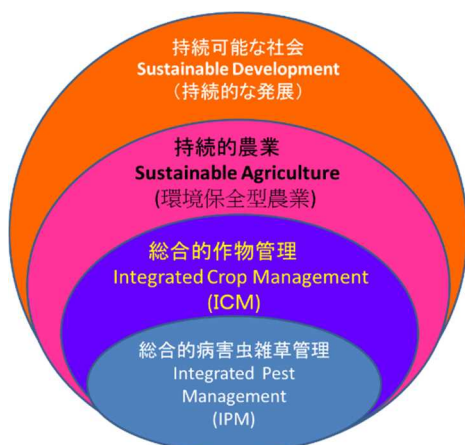 持続可能な社会
Sustainable Development
（持続的な発展）
持続的農業
Sustainable Agriculture
(環境保全型農業)
総合的作物管理
Integrated Crop Management
(ICM)
総合的病害虫雑草管理
Integrated Pest
Management
(IPM)